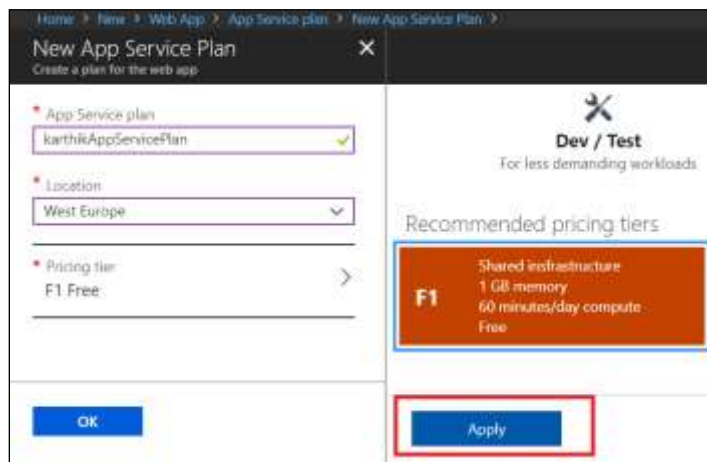 Home > New > Web App > App Service plan > New App Service Plan >
New App Service Plan
Create a plan for the web app
* App Service plan
karthikAppServicePlan
* Location
West Europe
* Pricing tier
F1 Free
OK
Dev / Test
For less demanding workloads
Recommended pricing tiers
F1
Shared insfrastructure
1 GB memory
60 minutes/day compute
Free
Apply